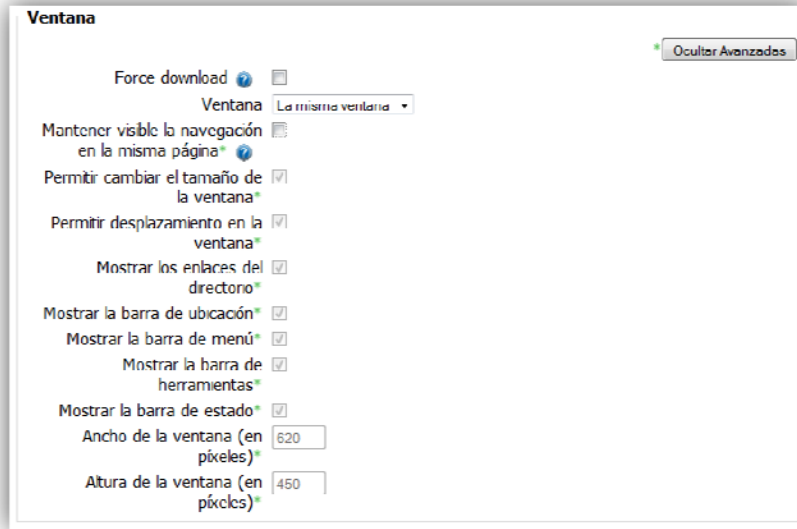 Ventana
* Ocultar Avanzadas
Force download
Ventana La misma ventana
Mantener visible la navegación
en la misma página*
Permitir cambiar el tamaño de
la ventana*
Permitir desplazamiento en la
ventana*
Mostrar los enlaces del
directorio*
Mostrar la barra de ubicación*
Mostrar la barra de menú*
Mostrar la barra de
herramientas*
Mostrar la barra de estado*
Ancho de la ventana (en 620
píxeles)*
Altura de la ventana (en 450
píxeles)*